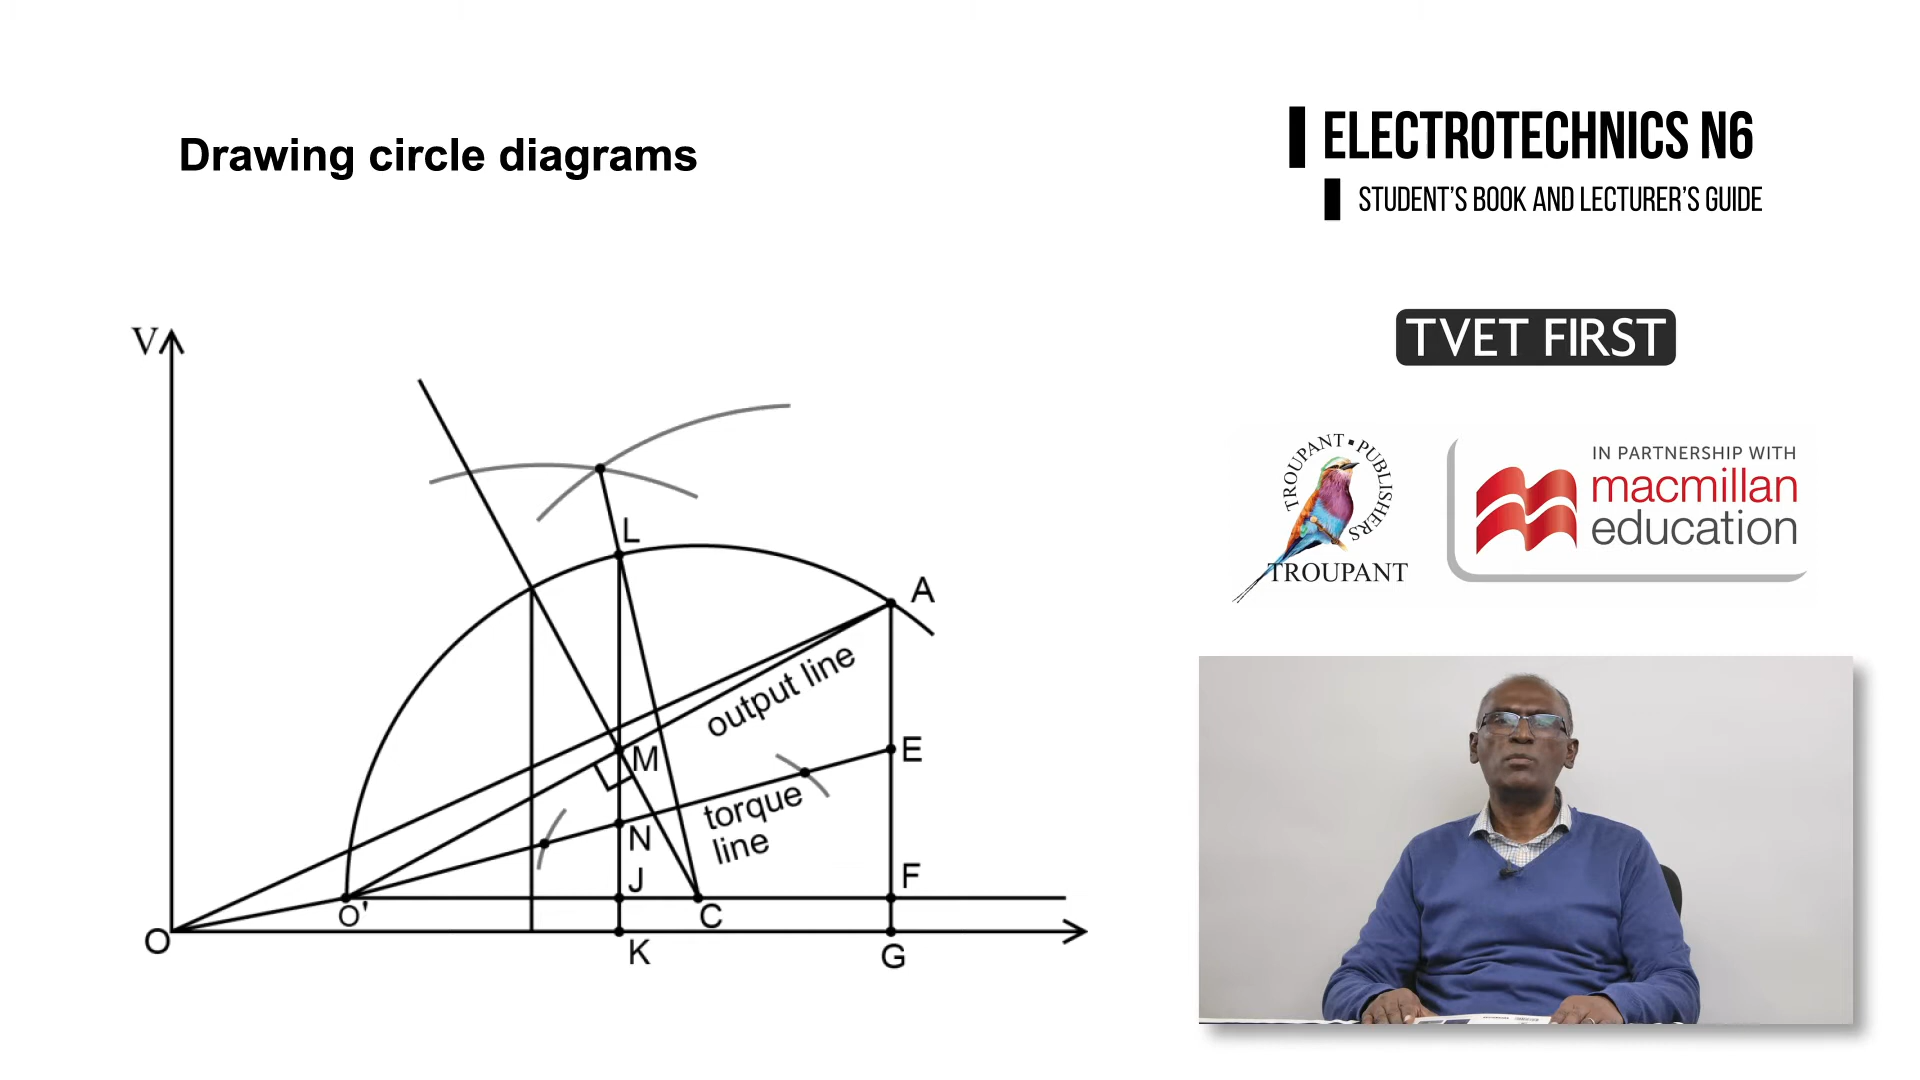 Drawing circle diagrams
ELECTROTECHNICS N6
STUDENT'S BOOK AND LECTURER'S GUIDE
TVET FIRST
TROUPANT PUBLISHERS
TROUPANT
IN PARTNERSHIP WITH
macmillan
education
V
L
A
output line
M
E
torque
line
N
J
F
O'
C
O
K
G